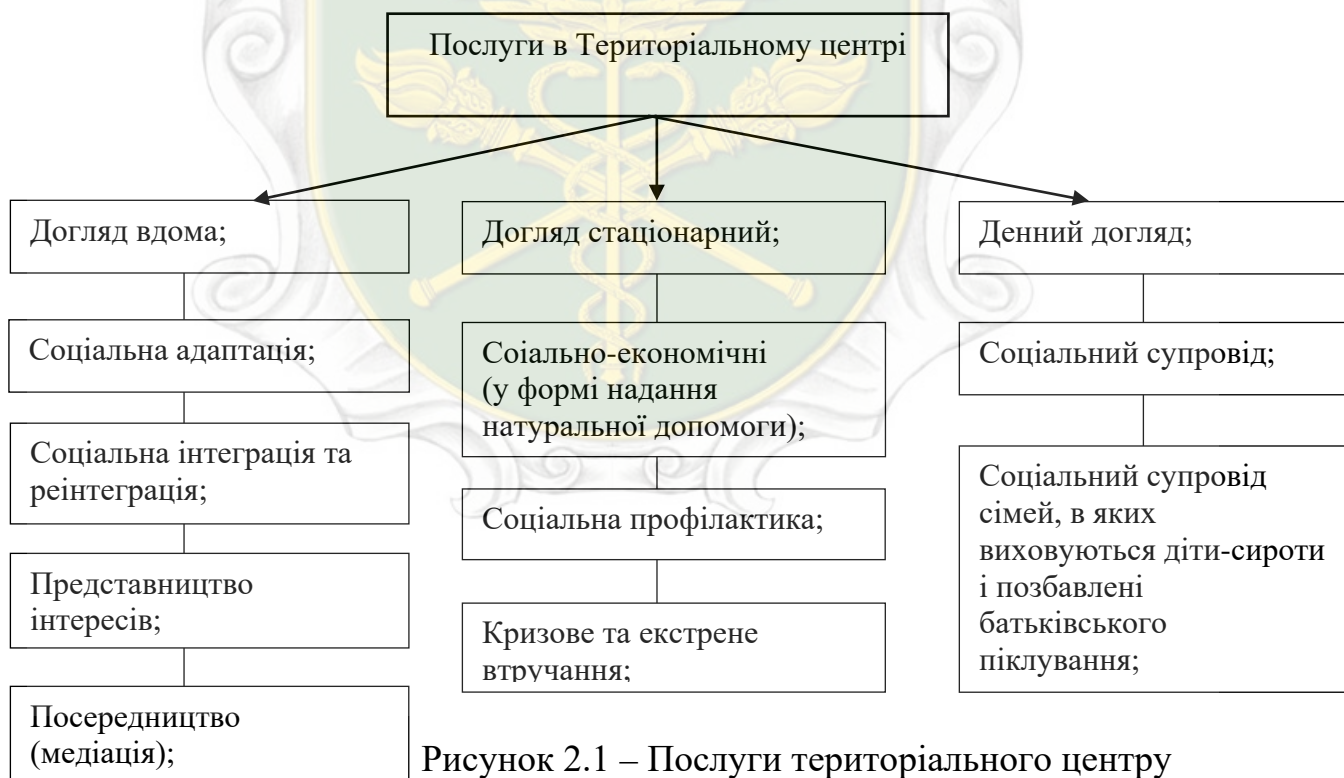 Послуги в Територіальному центрі
Догляд вдома;
Соціальна адаптація;
Соціальна інтеграція та
реінтеграція;
Представництво
інтересів;
Посередництво
(медіація);
Догляд стаціонарний;
Соіально-економічні
(у формі надання
натуральної допомоги);
Соціальна профілактика;
Кризове та екстрене
втручання;
Денний догляд;
Соціальний супровід;
Соціальний супровід
сімей, в яких
виховуються діти-сироти
і позбавлені
батьківського
піклування;
Рисунок 2.1 – Послуги територіального центру